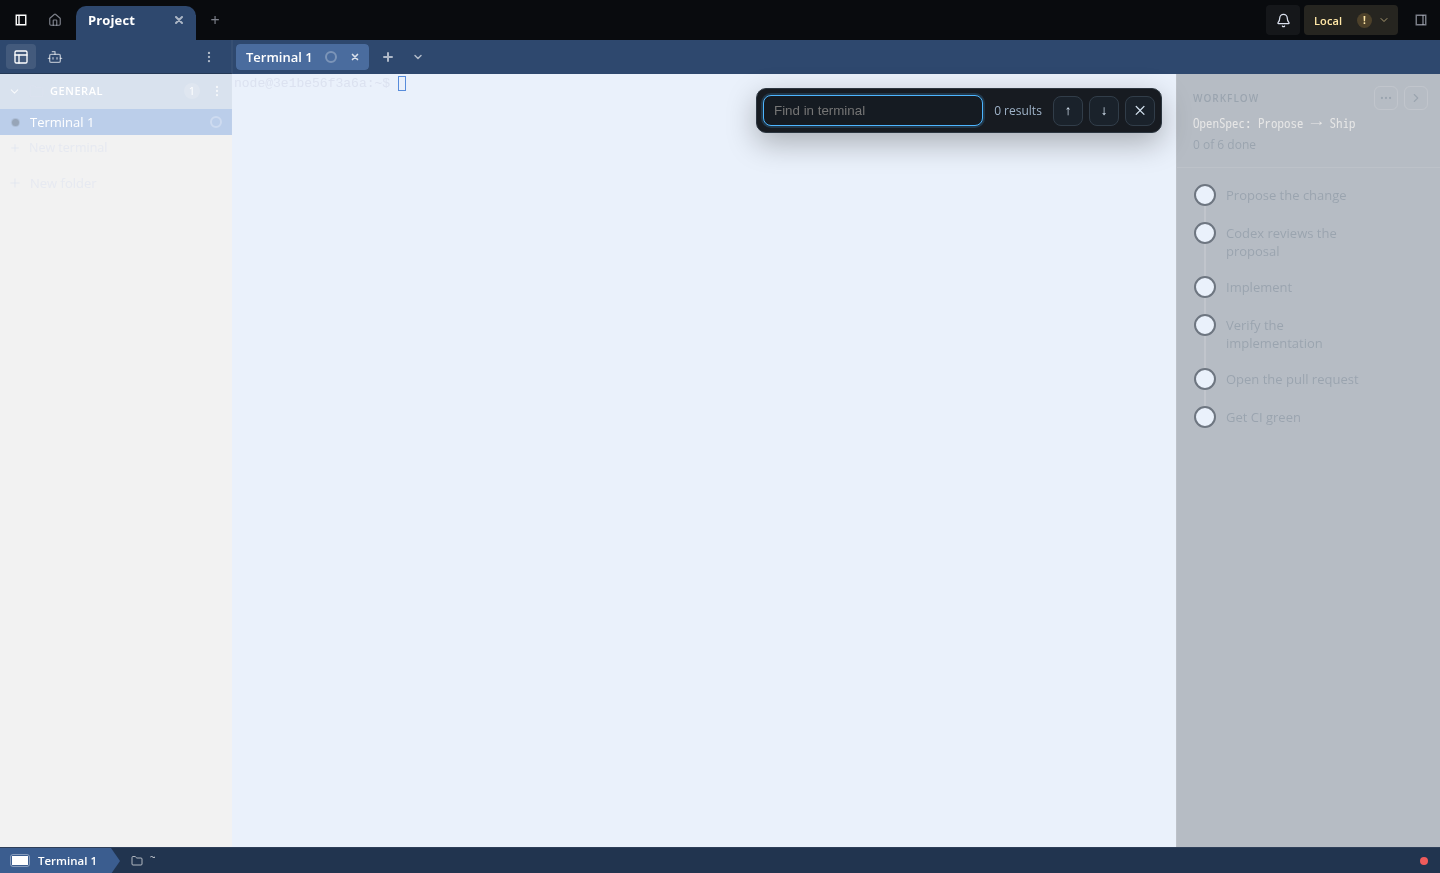 Project
Local !
Terminal 1
GENERAL 1
node@3e1be56f3a6a:~$
Find in terminal 0 results ↑ ↓
Terminal 1
+ New terminal
+ New folder
WORKFLOW
OpenSpec: Propose → Ship
0 of 6 done
Propose the change
Codex reviews the
proposal
Implement
Verify the
implementation
Open the pull request
Get CI green
Terminal 1 ~